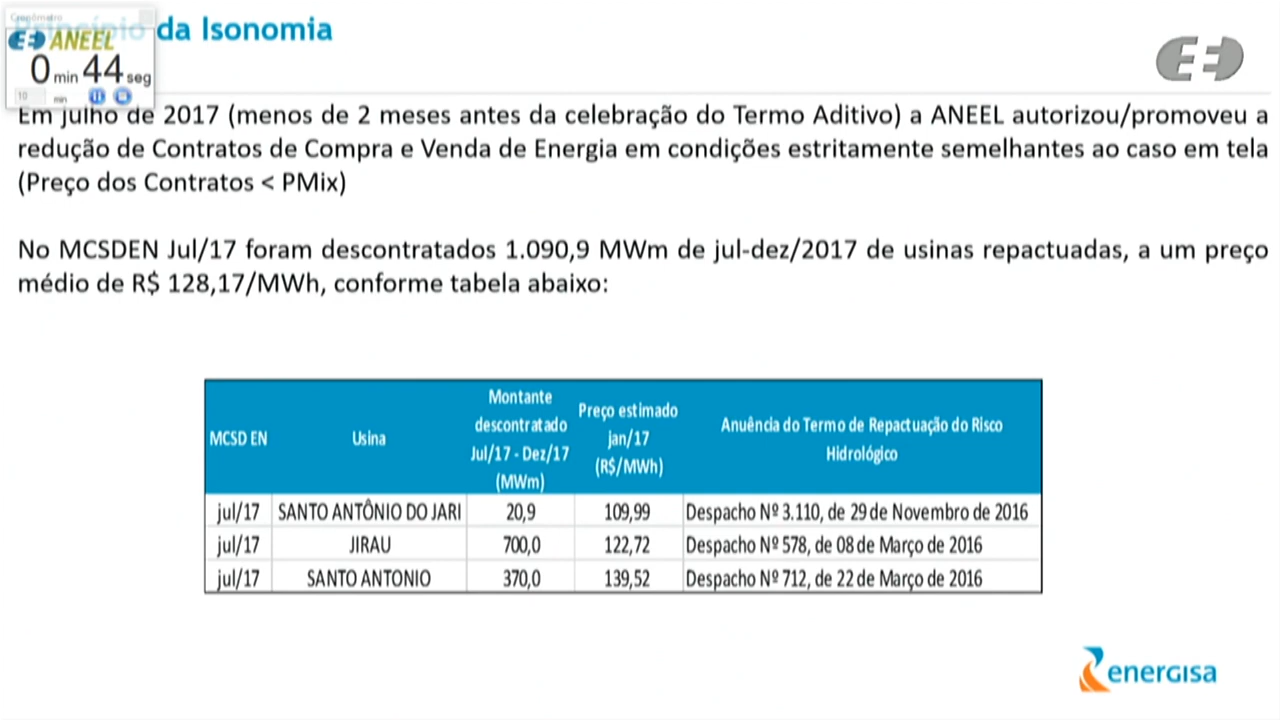 Cronômetro
Princípio da Isonomia
ANEEL
0 min 44 seg
10 min
Em julho de 2017 (menos de 2 meses antes da celebração do Termo Aditivo) a ANEEL autorizou/promoveu a
redução de Contratos de Compra e Venda de Energia em condições estritamente semelhantes ao caso em tela
(Preço dos Contratos < PMix)
No MCSDEN Jul/17 foram descontratados 1.090,9 MWm de jul-dez/2017 de usinas repactuadas, a um preço
médio de R$ 128,17/MWh, conforme tabela abaixo:
MCSD EN Usina Montante descontratado Jul/17 - Dez/17 (MWm) Preço estimado jan/17 (R$/MWh) Anuência do Termo de Repactuação do Risco Hidrológico
jul/17 SANTO ANTÔNIO DO JARI 20,9 109,99 Despacho Nº 3.110, de 29 de Novembro de 2016
jul/17 JIRAU 700,0 122,72 Despacho Nº 578, de 08 de Março de 2016
jul/17 SANTO ANTONIO 370,0 139,52 Despacho Nº 712, de 22 de Março de 2016
energisa